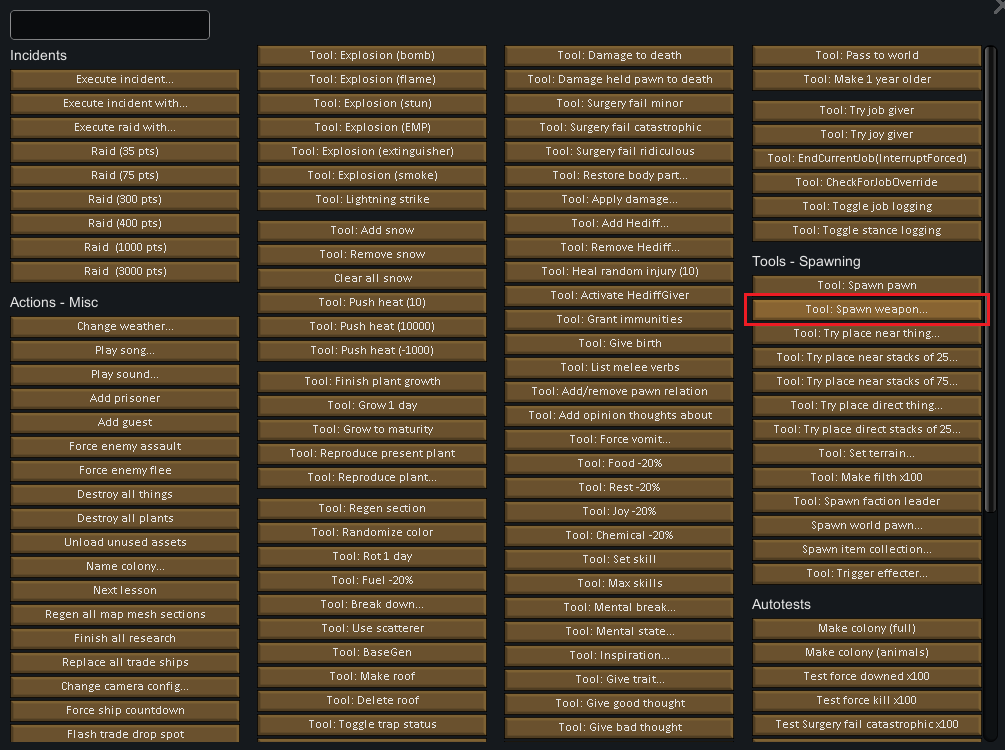 Incidents
Execute incident...
Execute incident with...
Execute raid with...
Raid (35 pts)
Raid (75 pts)
Raid (300 pts)
Raid (400 pts)
Raid  (1000 pts)
Raid  (3000 pts)
Actions - Misc
Change weather...
Play song...
Play sound...
Add prisoner
Add guest
Force enemy assault
Force enemy flee
Destroy all things
Destroy all plants
Unload unused assets
Name colony...
Next lesson
Regen all map mesh sections
Finish all research
Replace all trade ships
Change camera config...
Force ship countdown
Flash trade drop spot
Tool: Explosion (bomb)
Tool: Explosion (flame)
Tool: Explosion (stun)
Tool: Explosion (EMP)
Tool: Explosion (extinguisher)
Tool: Explosion (smoke)
Tool: Lightning strike
Tool: Add snow
Tool: Remove snow
Clear all snow
Tool: Push heat (10)
Tool: Push heat (10000)
Tool: Push heat (-1000)
Tool: Finish plant growth
Tool: Grow 1 day
Tool: Grow to maturity
Tool: Reproduce present plant
Tool: Reproduce plant...
Tool: Regen section
Tool: Randomize color
Tool: Rot 1 day
Tool: Fuel -20%
Tool: Break down...
Tool: Use scatterer
Tool: BaseGen
Tool: Make roof
Tool: Delete roof
Tool: Toggle trap status
Tool: Damage to death
Tool: Damage held pawn to death
Tool: Surgery fail minor
Tool: Surgery fail catastrophic
Tool: Surgery fail ridiculous
Tool: Restore body part...
Tool: Apply damage...
Tool: Add Hediff...
Tool: Remove Hediff...
Tool: Heal random injury (10)
Tool: Activate HediffGiver
Tool: Grant immunities
Tool: Give birth
Tool: List melee verbs
Tool: Add/remove pawn relation
Tool: Add opinion thoughts about
Tool: Force vomit...
Tool: Food -20%
Tool: Rest -20%
Tool: Joy -20%
Tool: Chemical -20%
Tool: Set skill
Tool: Max skills
Tool: Mental break...
Tool: Mental state...
Tool: Inspiration...
Tool: Give trait...
Tool: Give good thought
Tool: Give bad thought
Tool: Pass to world
Tool: Make 1 year older
Tool: Try job giver
Tool: Try joy giver
Tool: EndCurrentJob(InterruptForced)
Tool: CheckForJobOverride
Tool: Toggle job logging
Tool: Toggle stance logging
Tools - Spawning
Tool: Spawn pawn
Tool: Spawn weapon...
Tool: Try place near thing...
Tool: Try place near stacks of 25...
Tool: Try place near stacks of 75...
Tool: Try place direct thing...
Tool: Try place direct stacks of 25...
Tool: Set terrain...
Tool: Make filth x100
Tool: Spawn faction leader
Spawn world pawn...
Spawn item collection...
Tool: Trigger effecter...
Autotests
Make colony (full)
Make colony (animals)
Test force downed x100
Test force kill x100
Test Surgery fail catastrophic x100